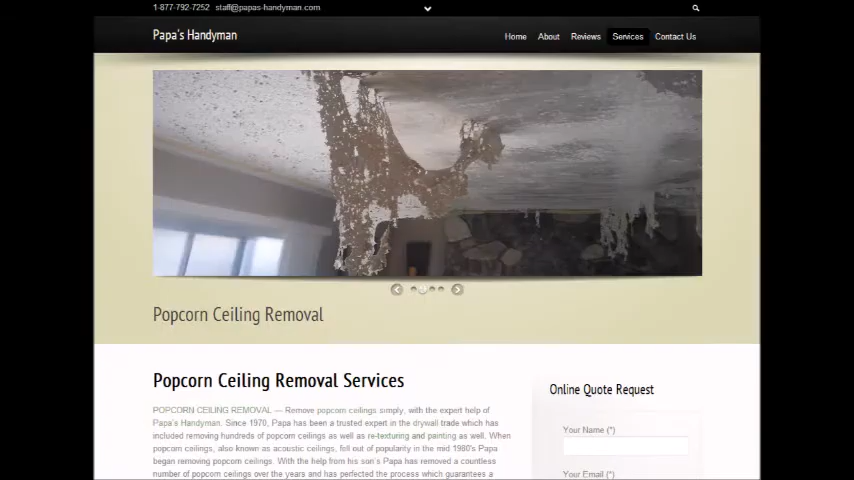 1-877-792-7252 staff@papas-handyman.com
Papa's Handyman
Home About Reviews Services Contact Us
Popcorn Ceiling Removal
Popcorn Ceiling Removal Services
POPCORN CEILING REMOVAL — Remove popcorn ceilings simply, with the expert help of
Papa's Handyman. Since 1970, Papa has been a trusted expert in the drywall trade which has
included removing hundreds of popcorn ceilings as well as re-texturing and painting as well. When
popcorn ceilings, also known as acoustic ceilings, fell out of popularity in the mid 1980's Papa
began removing popcorn ceilings. With the help from his son's Papa has removed a countless
number of popcorn ceilings over the years and has perfected the process which guarantees a
Online Quote Request
Your Name (*)
Your Email (*)